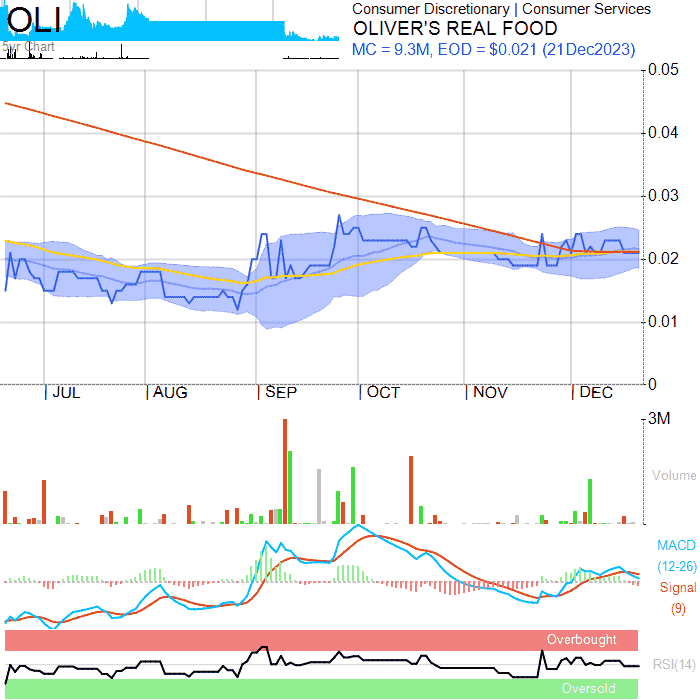 OLI
5yr Chart
Consumer Discretionary | Consumer Services
OLIVER'S REAL FOOD
MC = 9.3M, EOD = $0.021 (21Dec2023)
0.05
0.04
0.03
0.02
0.01
0
JUL AUG SEP OCT NOV DEC
3M
Volume
MACD
(12-26)
Signal
(9)
Overbought
RSI(14)
Oversold